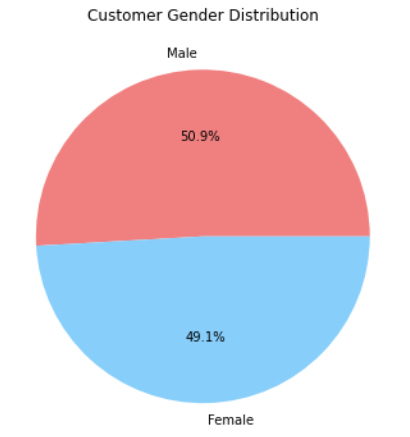 Customer Gender Distribution
Male
50.9%
49.1%
Female